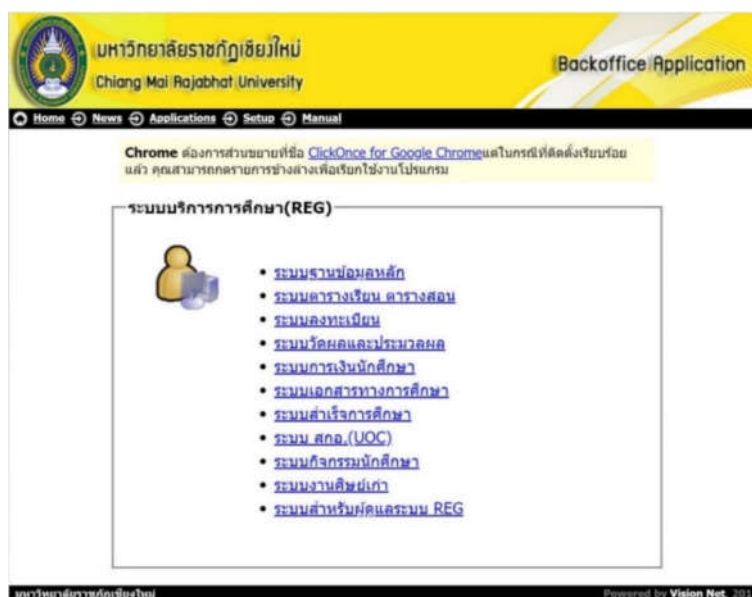 มหาวิทยาลัยราชภัฏเชียงใหม่
Chiang Mai Rajabhat University
Backoffice Application
Home News Applications Setup Manual
Chrome ต้องการส่วนขยายที่ชื่อ ClickOnce for Google Chromeแต่ในกรณีที่ติดตั้งเรียบร้อย
แล้ว คุณสามารถกดรายการข้างล่างเพื่อเรียกใช้งานโปรแกรม
ระบบบริการการศึกษา(REG)
ระบบฐานข้อมูลหลัก
ระบบตารางเรียน ตารางสอน
ระบบลงทะเบียน
ระบบวัดผลและประมวลผล
ระบบการเงินนักศึกษา
ระบบเอกสารทางการศึกษา
ระบบสำเร็จการศึกษา
ระบบ สกอ.(UOC)
ระบบกิจกรรมนักศึกษา
ระบบงานศิษย์เก่า
ระบบสำหรับผู้ดูแลระบบ REG
มหาวิทยาลัยราชภัฏเชียงใหม่
Powered by Vision Net, 201